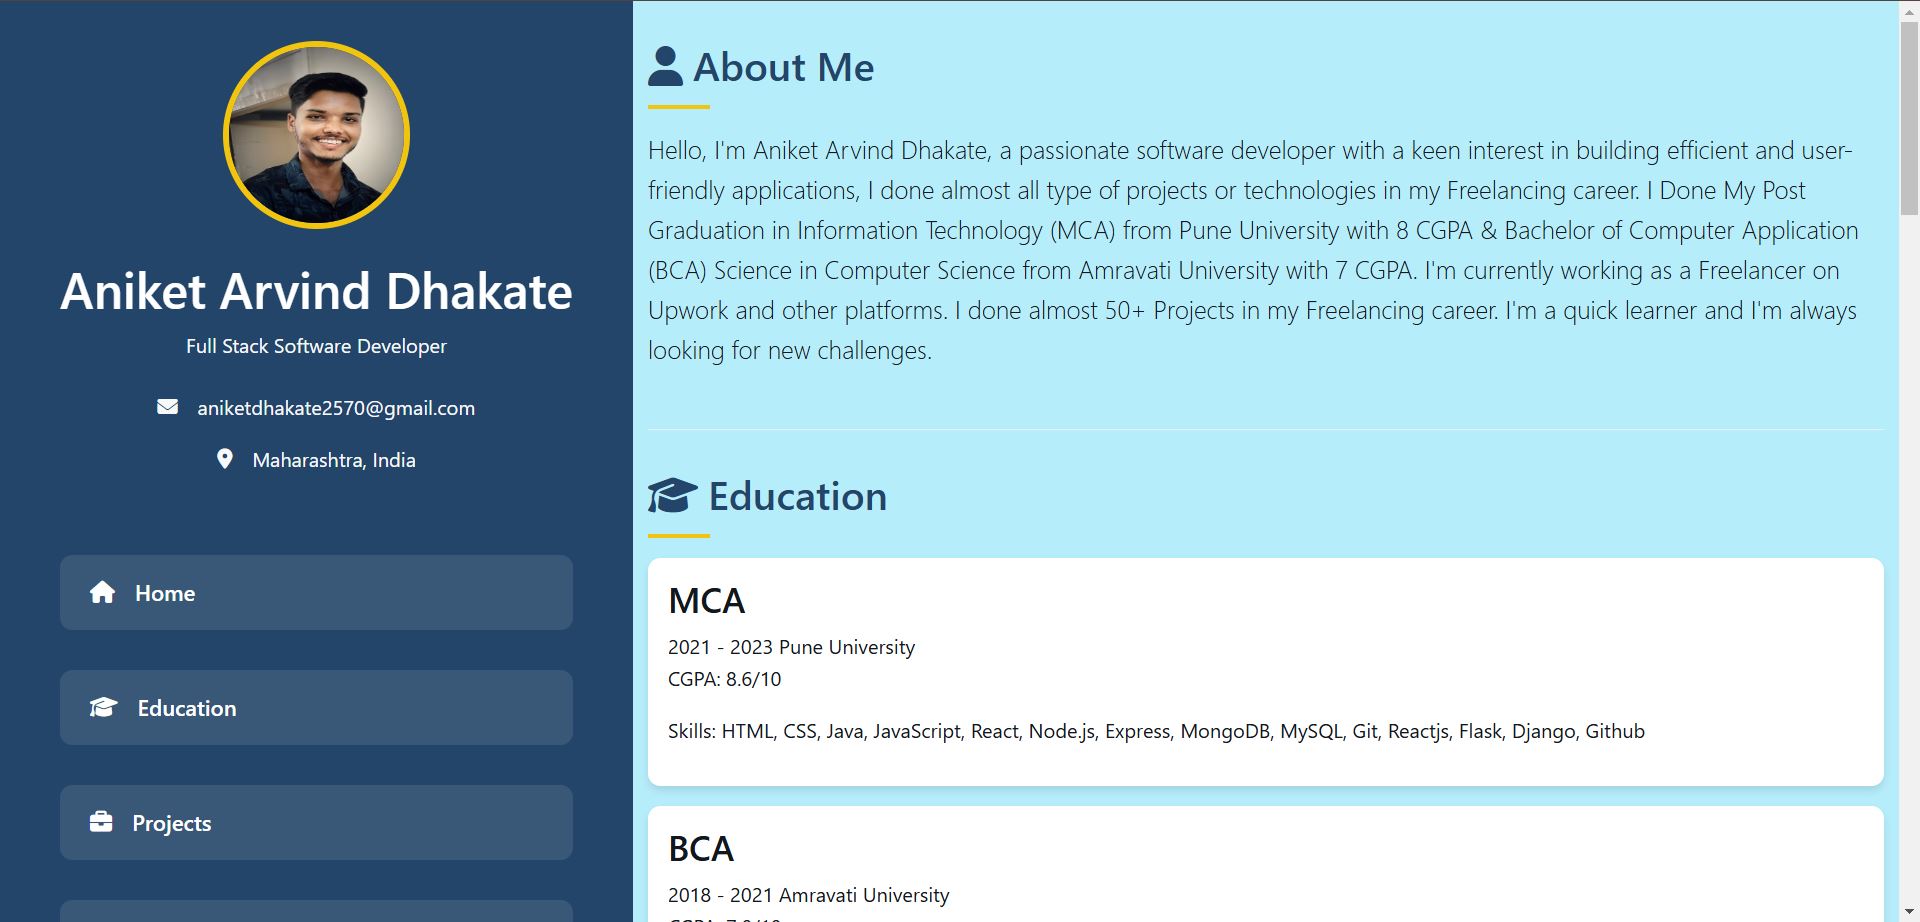 Aniket Arvind Dhakate
Full Stack Software Developer
aniketdhakate2570@gmail.com
Maharashtra, India
Home
Education
Projects
About Me
Hello, I'm Aniket Arvind Dhakate, a passionate software developer with a keen interest in building efficient and user-
friendly applications, I done almost all type of projects or technologies in my Freelancing career. I Done My Post
Graduation in Information Technology (MCA) from Pune University with 8 CGPA & Bachelor of Computer Application
(BCA) Science in Computer Science from Amravati University with 7 CGPA. I'm currently working as a Freelancer on
Upwork and other platforms. I done almost 50+ Projects in my Freelancing career. I'm a quick learner and I'm always
looking for new challenges.
Education
MCA
2021 - 2023 Pune University
CGPA: 8.6/10
Skills: HTML, CSS, Java, JavaScript, React, Node.js, Express, MongoDB, MySQL, Git, Reactjs, Flask, Django, Github
BCA
2018 - 2021 Amravati University